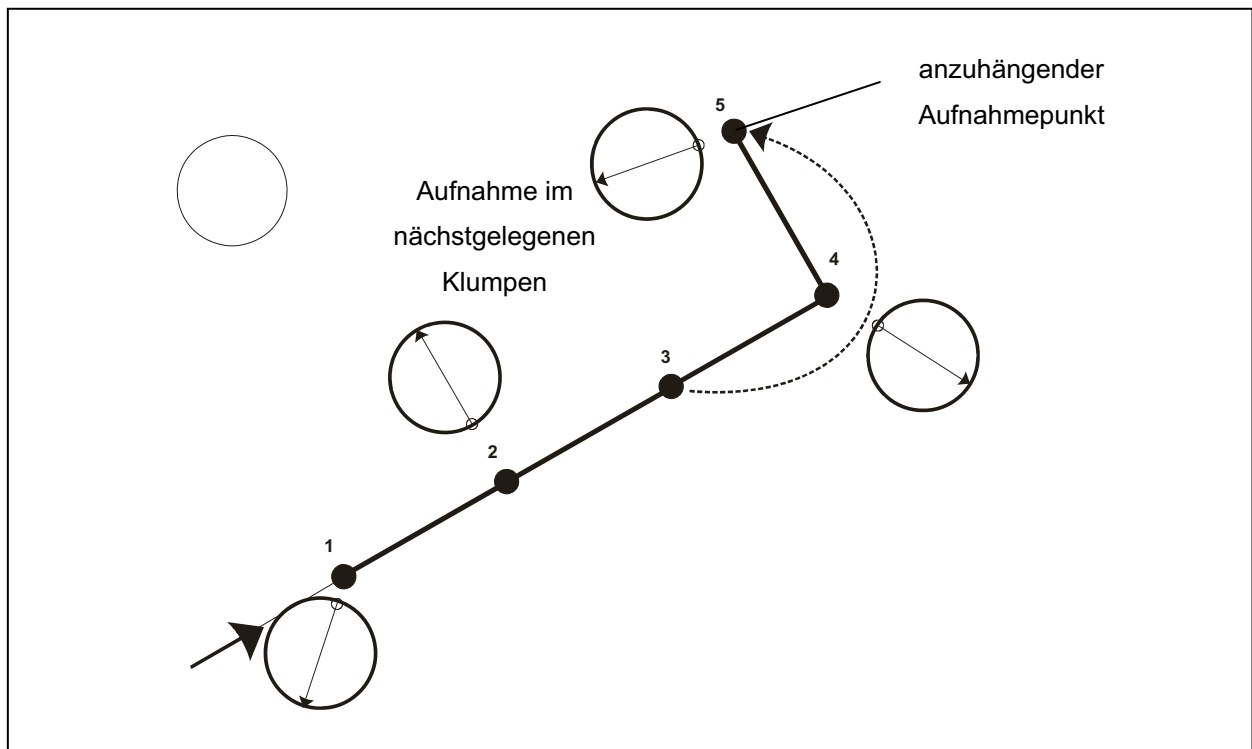 anzuhängender
Aufnahmepunkt
5
Aufnahme im
nächstgelegenen
Klumpen
4
3
2
1